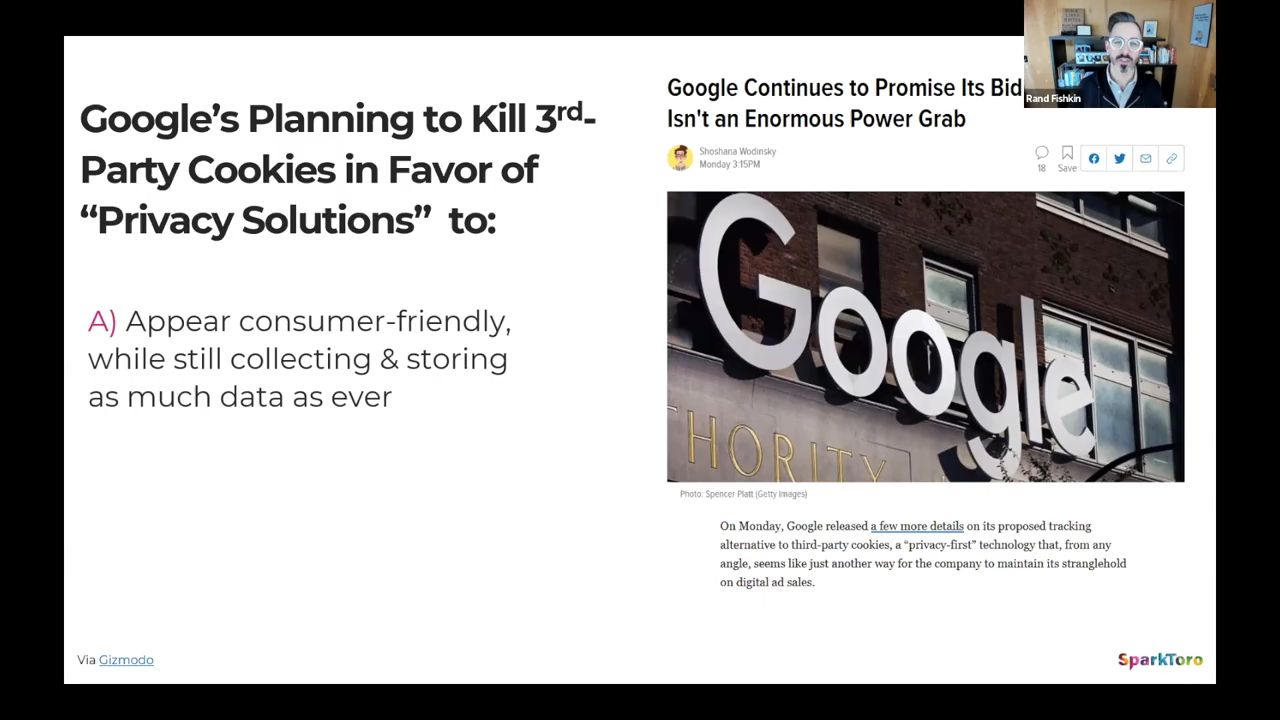 Google's Planning to Kill 3rd-
Party Cookies in Favor of
“Privacy Solutions” to:
A) Appear consumer-friendly,
while still collecting & storing
as much data as ever
Via Gizmodo
Google Continues to Promise Its Bid
Isn't an Enormous Power Grab
Shoshana Wodinsky
Monday 3:15PM
18
Save
Google
HORITY
Photo: Spencer Platt (Getty Images)
On Monday, Google released a few more details on its proposed tracking
alternative to third-party cookies, a “privacy-first” technology that, from any
angle, seems like just another way for the company to maintain its stranglehold
on digital ad sales.
Rand Fishkin
SparkToro